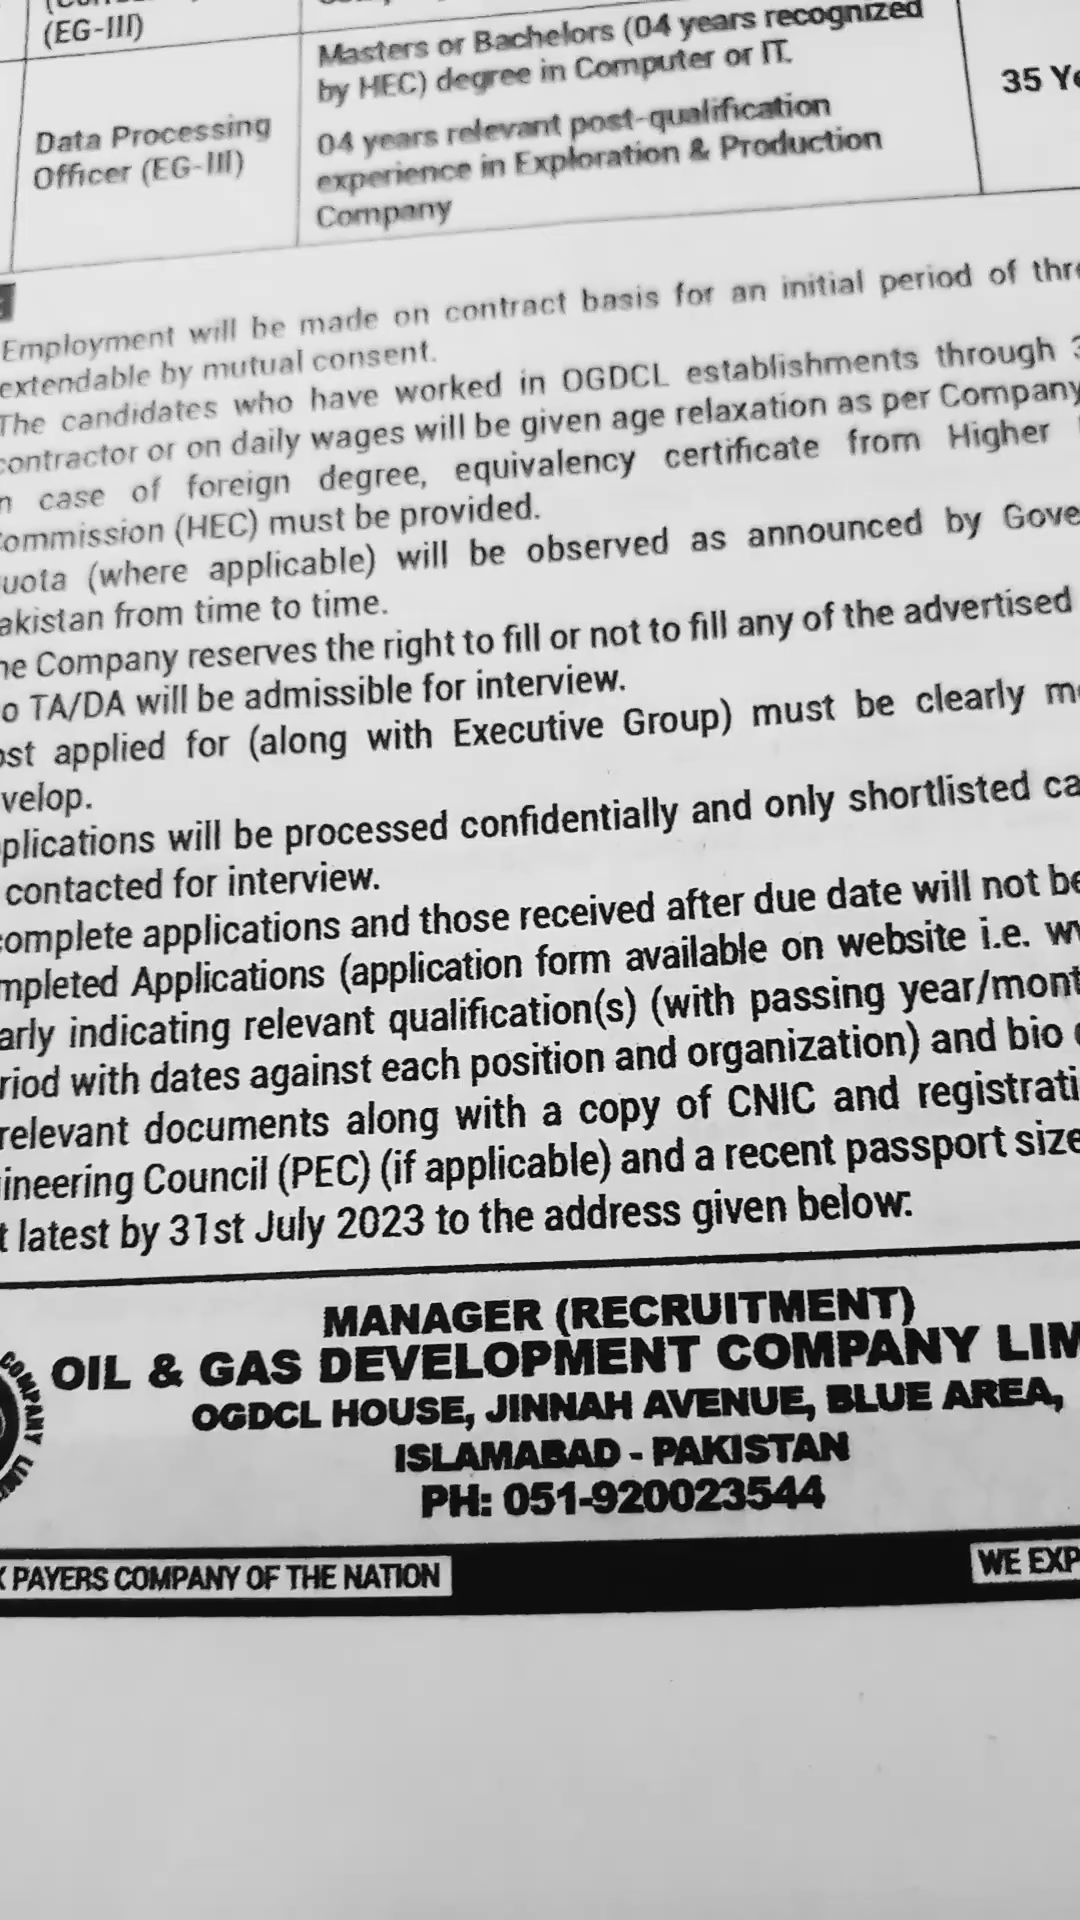 (EG-III)
Masters or Bachelors (04 years recognized
by HEC) degree in Computer or IT.
35
Data Processing
Officer (EG-III)
04 years relevant post-qualification
experience in Exploration & Production
Company
Employment will be made on contract basis for an initial period of
extendable by mutual consent.
The candidates who have worked in OGDCL establishments through
contractor or on daily wages will be given age relaxation as per Company
case of foreign degree, equivalency certificate from Higher
ommission (HEC) must be provided.
uota (where applicable) will be observed as announced by Gove
akistan from time to time.
he Company reserves the right to fill or not to fill any of the advertised
o TA/DA will be admissible for interview.
ost applied for (along with Executive Group) must be clearly
velop.
plications will be processed confidentially and only shortlisted ca
contacted for interview.
complete applications and those received after due date will not be
mpleted Applications (application form available on website i.e.
arly indicating relevant qualification(s) (with passing year/mont
riod with dates against each position and organization) and bio
relevant documents along with a copy of CNIC and registrati
ineering Council (PEC) (if applicable) and a recent passport size
t latest by 31st July 2023 to the address given below:
MANAGER (RECRUITMENT)
OIL & GAS DEVELOPMENT COMPANY LIM
OGDCL HOUSE, JINNAH AVENUE, BLUE AREA,
ISLAMABAD - PAKISTAN
PH: 051-920023544
COMPANY
PAYERS COMPANY OF THE NATION
WE EXP